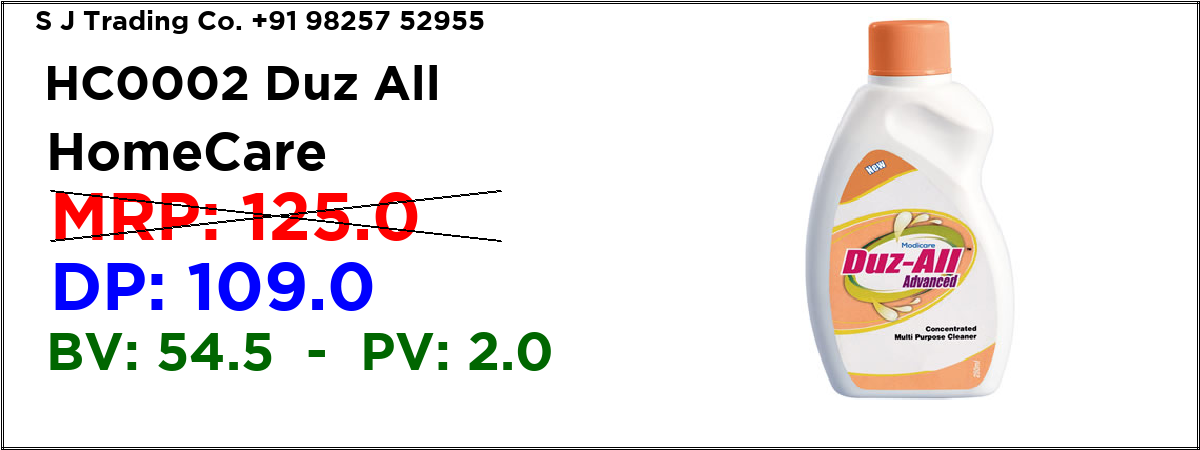 S J Trading Co. +91 98257 52955
HC0002 Duz All
HomeCare
MRP: 125.0
DP: 109.0
BV: 54.5 - PV: 2.0
New
Modicare
Duz-All™
Advanced
Concentrated
Multi Purpose Cleaner
250ml